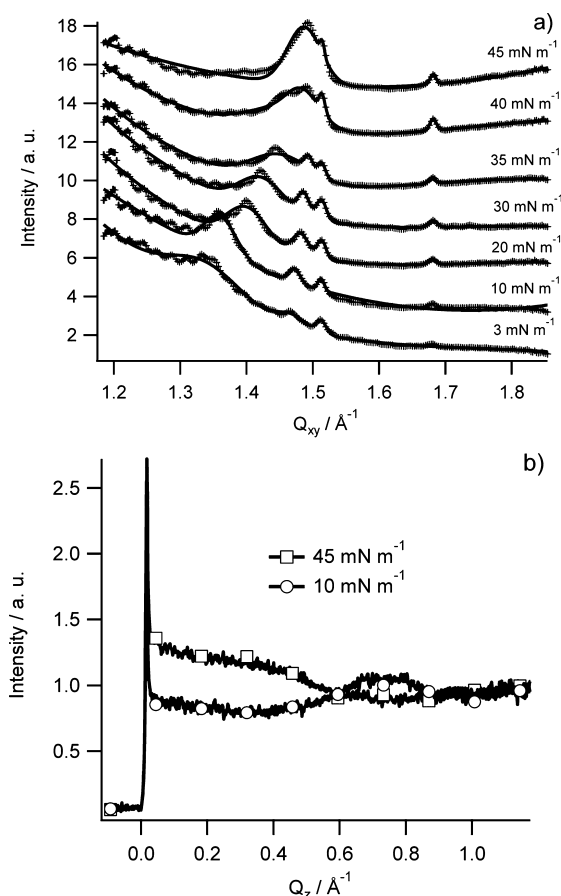 a)
18
16
14
12
10
8
6
4
2
Intensity / a. u.
45 mN m⁻¹
40 mN m⁻¹
35 mN m⁻¹
30 mN m⁻¹
20 mN m⁻¹
10 mN m⁻¹
3 mN m⁻¹
1.2 1.3 1.4 1.5 1.6 1.7 1.8
Qxy / Å⁻¹
b)
2.5
2.0
1.5
1.0
0.5
Intensity / a. u.
45 mN m⁻¹
10 mN m⁻¹
0.0 0.2 0.4 0.6 0.8 1.0
Qz / Å⁻¹